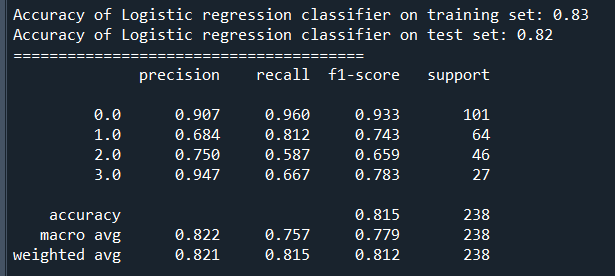 Accuracy of Logistic regression classifier on training set: 0.83
Accuracy of Logistic regression classifier on test set: 0.82
=======================================
precision recall f1-score support
0.0 0.907 0.960 0.933 101
1.0 0.684 0.812 0.743 64
2.0 0.750 0.587 0.659 46
3.0 0.947 0.667 0.783 27
accuracy 0.815 238
macro avg 0.822 0.757 0.779 238
weighted avg 0.821 0.815 0.812 238